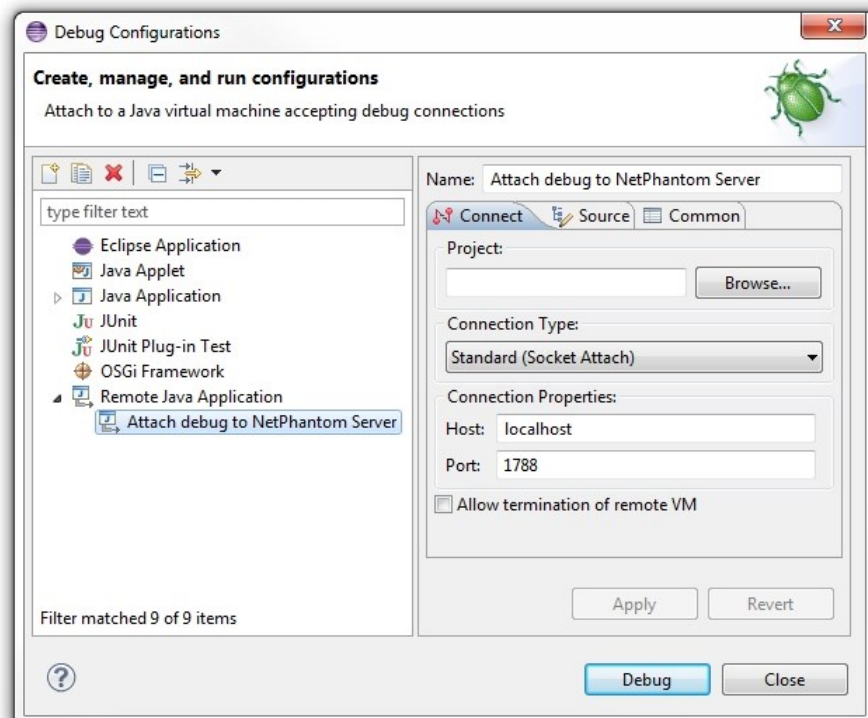 Debug Configurations
Create, manage, and run configurations
Attach to a Java virtual machine accepting debug connections
type filter text
Eclipse Application
Java Applet
Java Application
JU JUnit
JU JUnit Plug-in Test
OSGi Framework
Remote Java Application
Attach debug to NetPhantom Server
Filter matched 9 of 9 items
Name: Attach debug to NetPhantom Server
Connect Source Common
Project:
Browse...
Connection Type:
Standard (Socket Attach)
Connection Properties:
Host: localhost
Port: 1788
Allow termination of remote VM
Apply Revert
? Debug Close